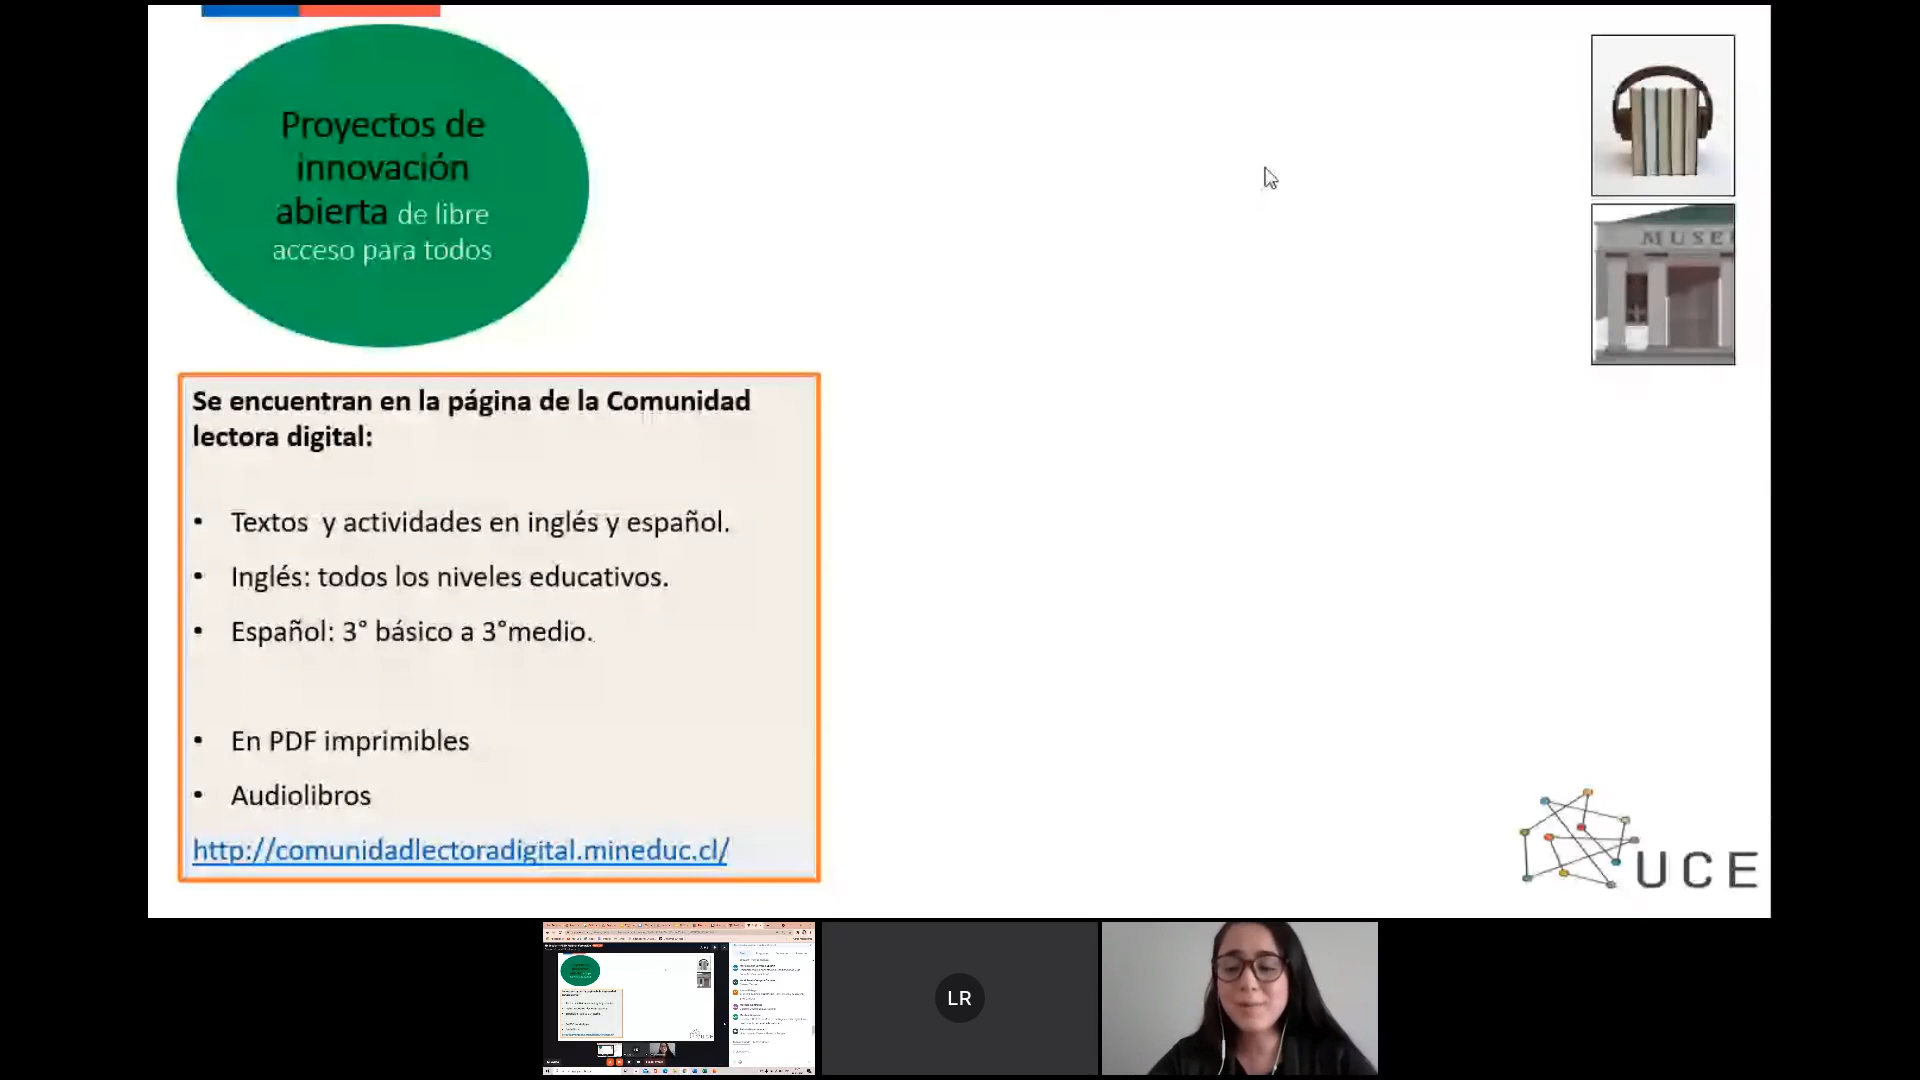 Proyectos de
innovación
abierta de libre
acceso para todos
MUSE
Se encuentran en la página de la Comunidad
lectora digital:
• Textos y actividades en inglés y español.
• Inglés: todos los niveles educativos.
• Español: 3° básico a 3°medio.
• En PDF imprimibles
• Audiolibros
http://comunidadlectoradigital.mineduc.cl/
UCE
LR